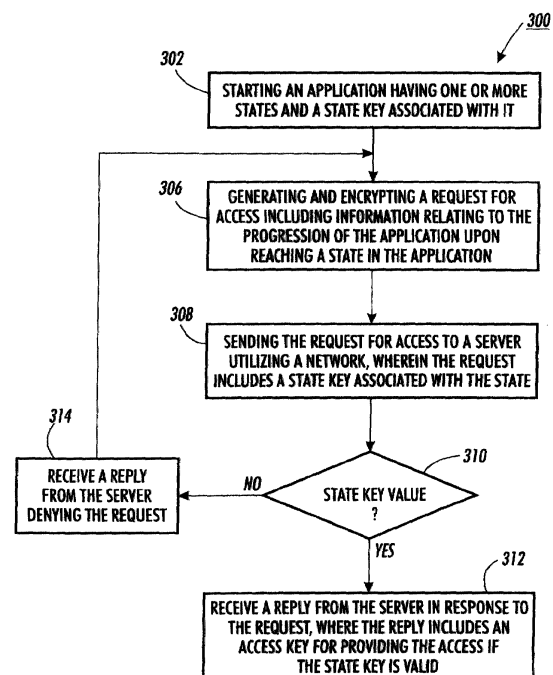 300
302
STARTING AN APPLICATION HAVING ONE OR MORE
STATES AND A STATE KEY ASSOCIATED WITH IT
306
GENERATING AND ENCRYPTING A REQUEST FOR
ACCESS INCLUDING INFORMATION RELATING TO THE
PROGRESSION OF THE APPLICATION UPON
REACHING A STATE IN THE APPLICATION
308
SENDING THE REQUEST FOR ACCESS TO A SERVER
UTILIZING A NETWORK, WHEREIN THE REQUEST
INCLUDES A STATE KEY ASSOCIATED WITH THE STATE
314
RECEIVE A REPLY
FROM THE SERVER
DENYING THE REQUEST
NO
310
STATE KEY VALUE
?
YES
312
RECEIVE A REPLY FROM THE SERVER IN RESPONSE TO
THE REQUEST, WHERE THE REPLY INCLUDES AN
ACCESS KEY FOR PROVIDING THE ACCESS IF
THE STATE KEY IS VALID